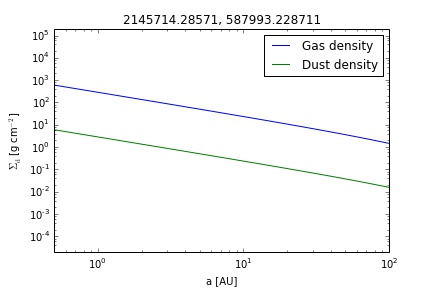 2145714.28571, 587993.228711
Gas density
Dust density
10^5
10^4
10^3
10^2
10^1
10^0
10^-1
10^-2
10^-3
10^-4
Σ_d [g cm^-2]
10^0 10^1 10^2
a [AU]